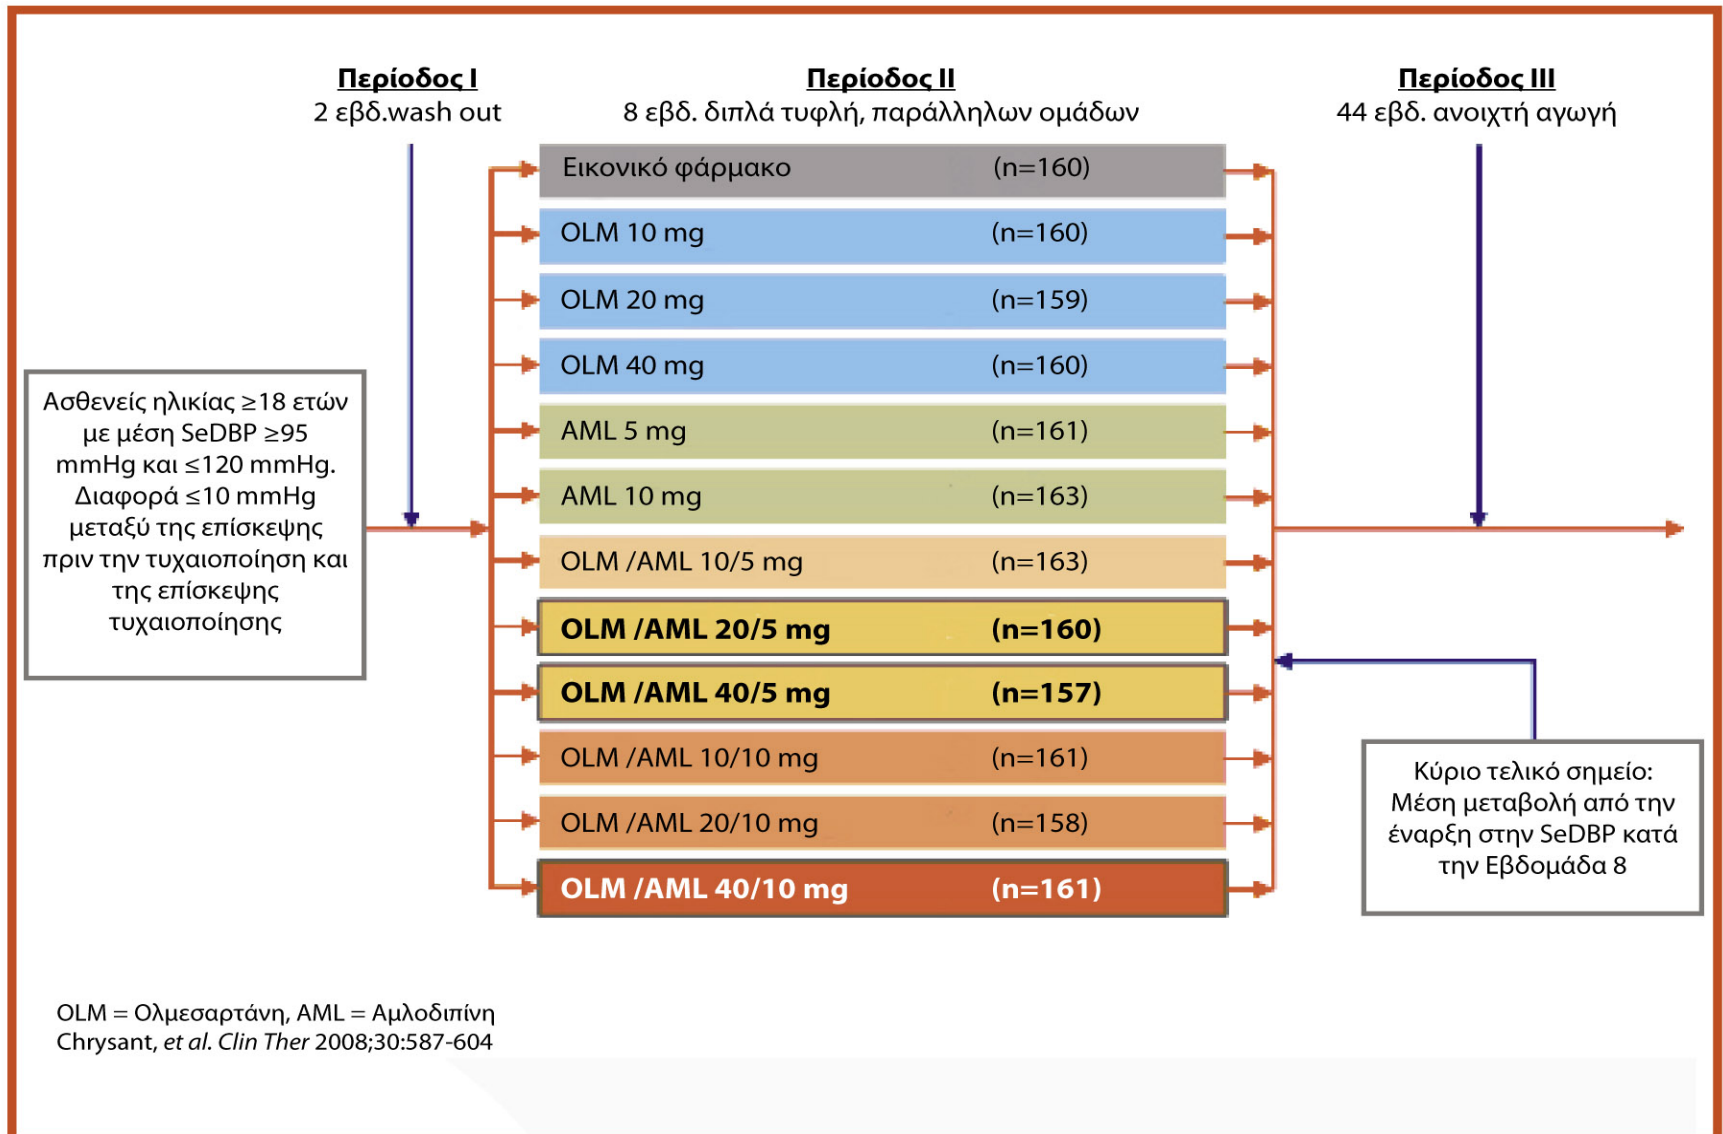 Περίοδος I
2 εβδ.wash out
Περίοδος II
8 εβδ. διπλά τυφλή, παράλληλων ομάδων
Περίοδος III
44 εβδ. ανοιχτή αγωγή
Ασθενείς ηλικίας ≥18 ετών
με μέση SeDBP ≥95
mmHg και ≤120 mmHg.
Διαφορά ≤10 mmHg
μεταξύ της επίσκεψης
πριν την τυχαιοποίηση και
της επίσκεψης
τυχαιοποίησης
Εικονικό φάρμακο (n=160)
OLM 10 mg (n=160)
OLM 20 mg (n=159)
OLM 40 mg (n=160)
AML 5 mg (n=161)
AML 10 mg (n=163)
OLM /AML 10/5 mg (n=163)
OLM /AML 20/5 mg (n=160)
OLM /AML 40/5 mg (n=157)
OLM /AML 10/10 mg (n=161)
OLM /AML 20/10 mg (n=158)
OLM /AML 40/10 mg (n=161)
Κύριο τελικό σημείο:
Μέση μεταβολή από την
έναρξη στην SeDBP κατά
την Εβδομάδα 8
OLM = Ολμεσαρτάνη, AML = Αμλοδιπίνη
Chrysant, et al. Clin Ther 2008;30:587-604